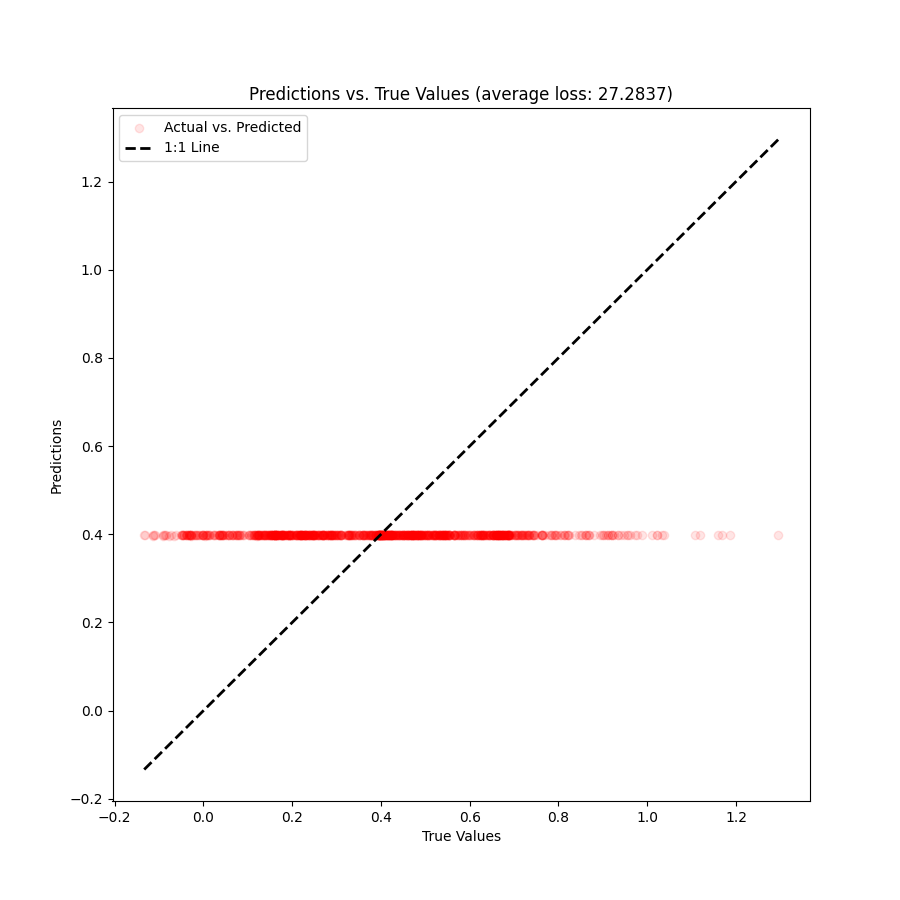 Predictions vs. True Values (average loss: 27.2837)
Actual vs. Predicted
1:1 Line
1.2
1.0
0.8
0.6
0.4
0.2
0.0
−0.2
Predictions
−0.2 0.0 0.2 0.4 0.6 0.8 1.0 1.2
True Values